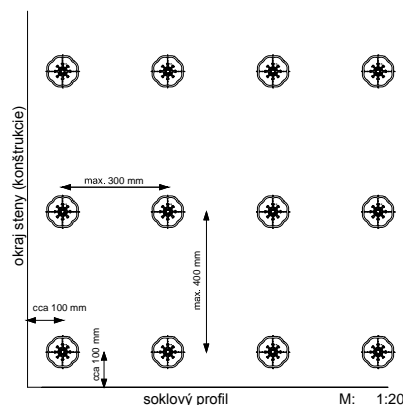 okraj steny (konštrukcie)
max. 300 mm
max. 400 mm
cca 100 mm
cca 100 mm
soklový profil
M: 1:20